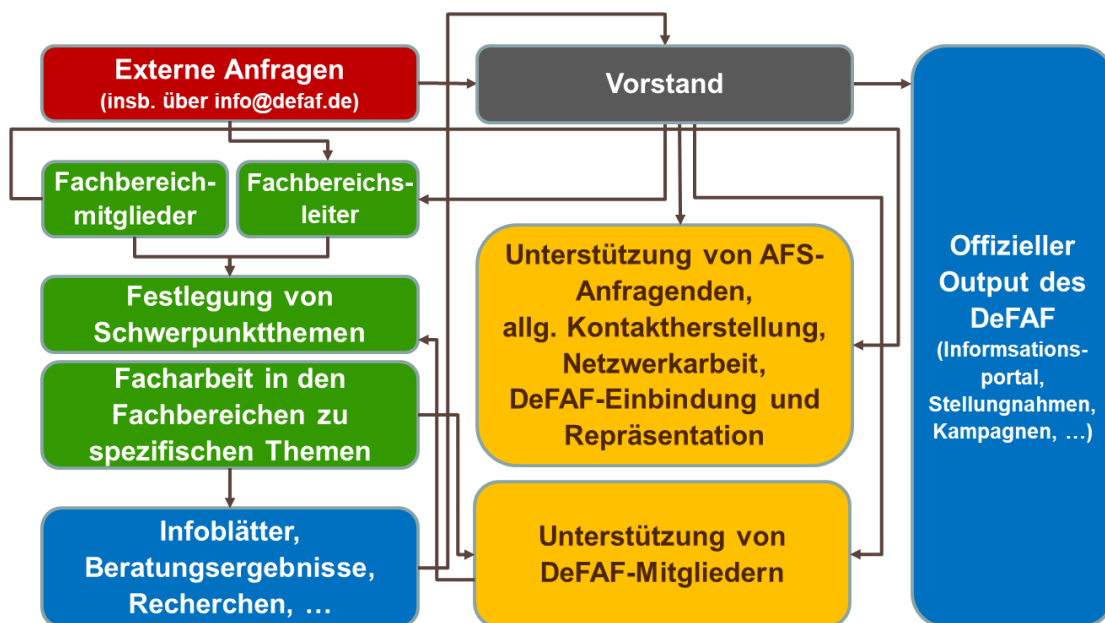 Externe Anfragen
(insb. über info@defaf.de)
Vorstand
Fachbereich-
mitglieder
Fachbereichs-
leiter
Festlegung von
Schwerpunktthemen
Facharbeit in den
Fachbereichen zu
spezifischen Themen
Infoblätter,
Beratungsergebnisse,
Recherchen, …
Unterstützung von AFS-
Anfragenden,
allg. Kontaktherstellung,
Netzwerkarbeit,
DeFAF-Einbindung und
Repräsentation
Unterstützung von
DeFAF-Mitgliedern
Offizieller
Output des
DeFAF
(Informsations-
portal,
Stellungnahmen,
Kampagnen, …)